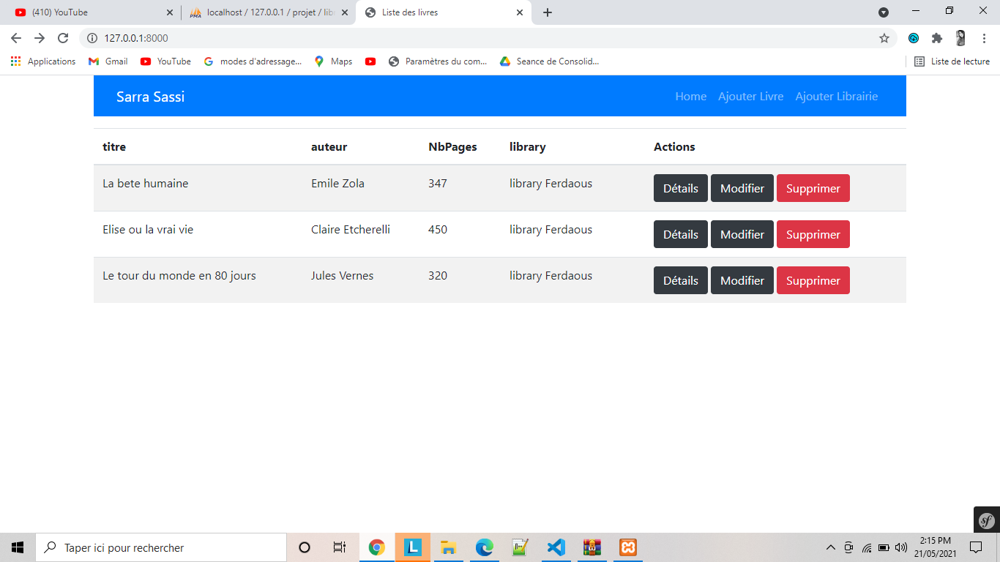 (410) YouTube
localhost / 127.0.0.1 / projet / lib
Liste des livres
127.0.0.1:8000
Applications Gmail YouTube modes d'adressage... Maps Paramètres du com... Seance de Consolid... Liste de lecture
Sarra Sassi Home Ajouter Livre Ajouter Librairie
titre auteur NbPages library Actions
La bete humaine Emile Zola 347 library Ferdaous Détails Modifier Supprimer
Elise ou la vrai vie Claire Etcherelli 450 library Ferdaous Détails Modifier Supprimer
Le tour du monde en 80 jours Jules Vernes 320 library Ferdaous Détails Modifier Supprimer
sf
Taper ici pour rechercher
L
2:15 PM
21/05/2021